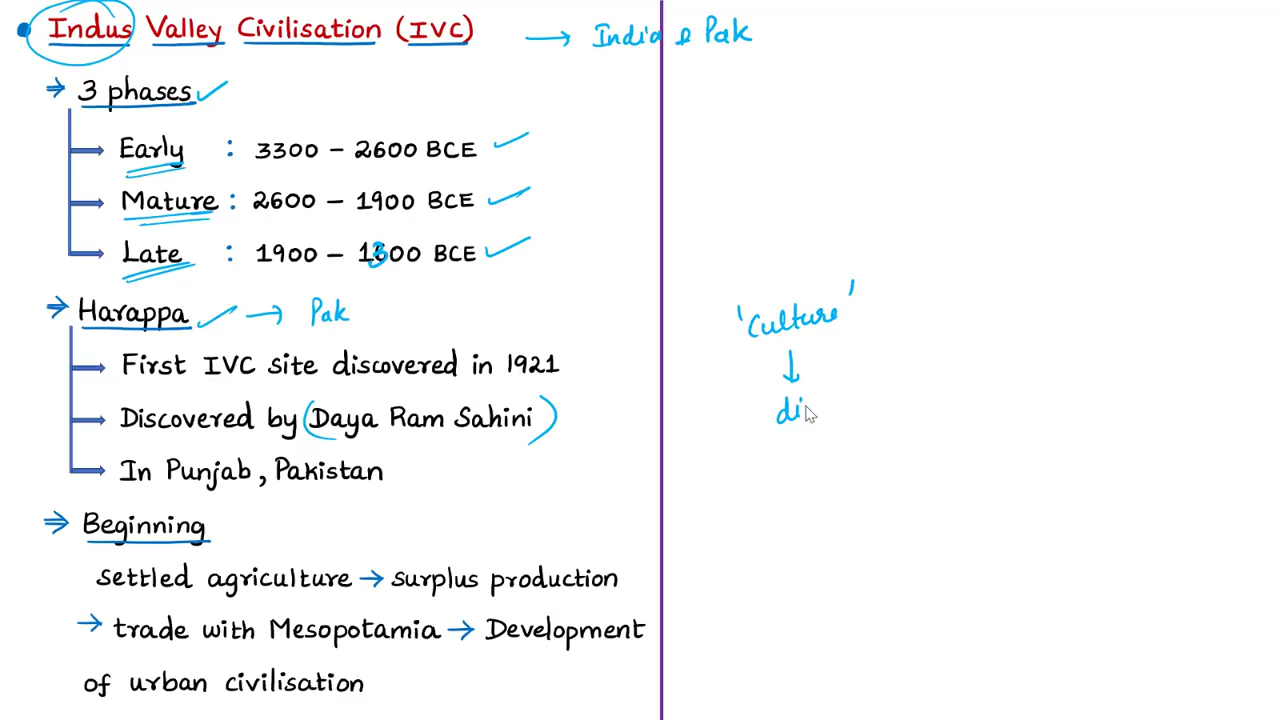 Indus Valley Civilisation (IVC) → India & Pak
⇒ 3 phases ✓
Early : 3300 – 2600 BCE ✓
Mature : 2600 – 1900 BCE ✓
Late : 1900 – 1300 BCE ✓
⇒ Harappa ✓ → Pak
First IVC site discovered in 1921
Discovered by (Daya Ram Sahini)
In Punjab, Pakistan
⇒ Beginning
settled agriculture → surplus production
→ trade with Mesopotamia → Development
of urban civilisation
'Culture'
↓
di